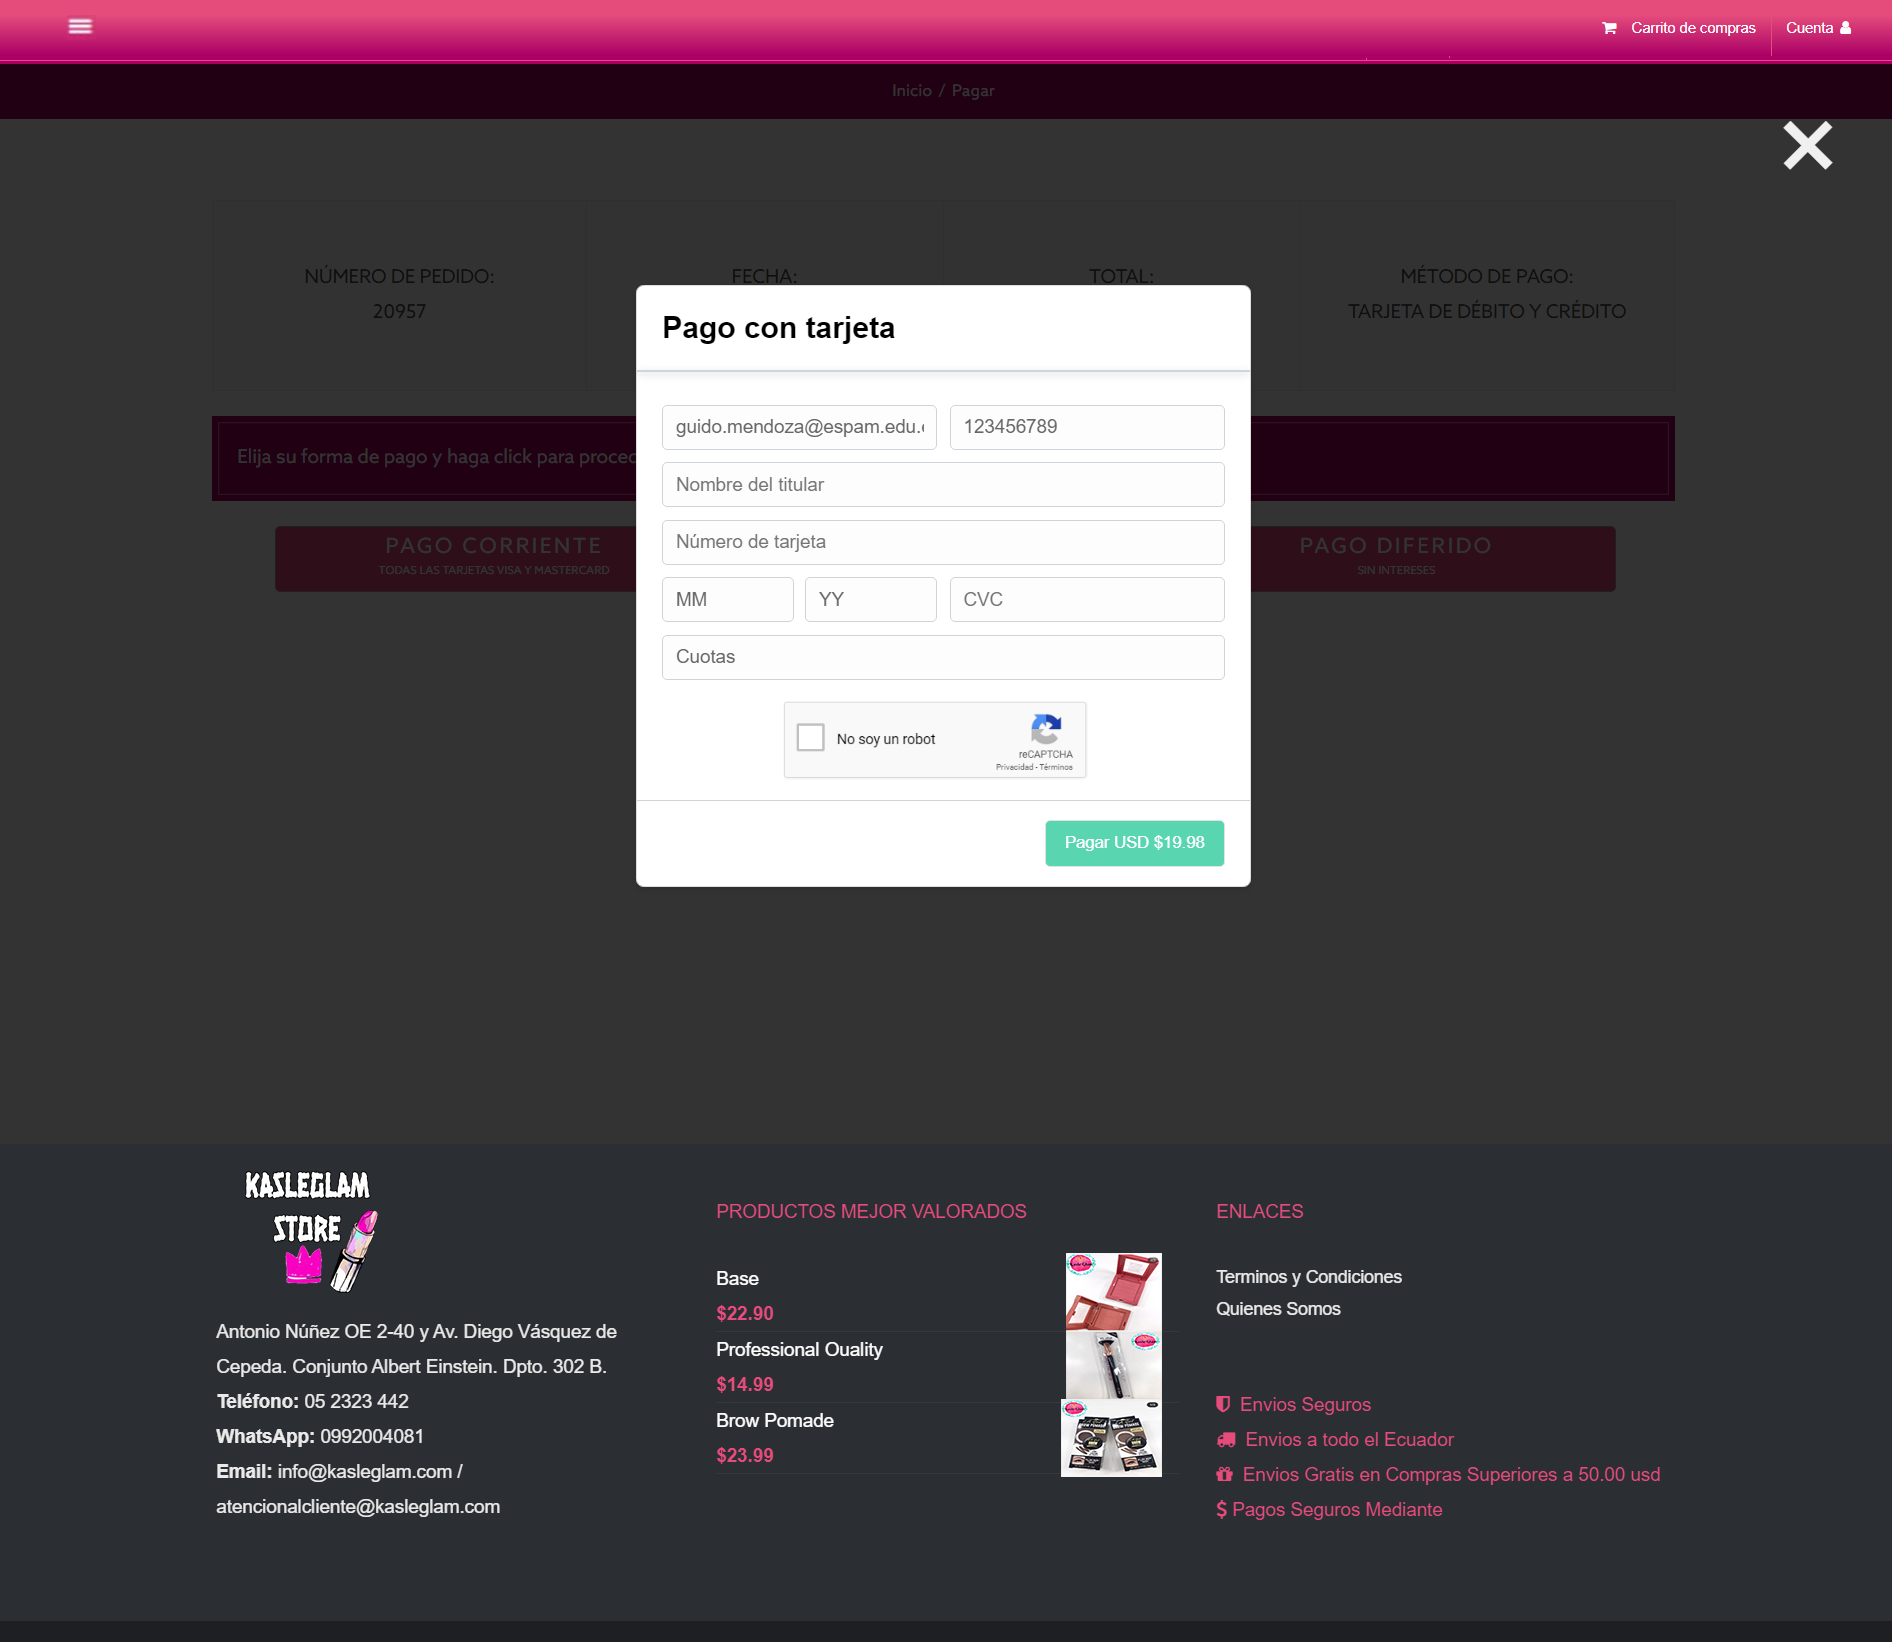 Carrito de compras
Cuenta
Inicio / Pagar
NÚMERO DE PEDIDO:
20957
FECHA:
TOTAL:
MÉTODO DE PAGO:
TARJETA DE DÉBITO Y CRÉDITO
Elija su forma de pago y haga click para proced
PAGO CORRIENTE
TODAS LAS TARJETAS VISA Y MASTERCARD
PAGO DIFERIDO
SIN INTERESES
Pago con tarjeta
guido.mendoza@espam.edu.e
123456789
Nombre del titular
Número de tarjeta
MM
YY
CVC
Cuotas
No soy un robot
reCAPTCHA
Privacidad - Términos
Pagar USD $19.98
KASLEGLAM
STORE
Antonio Núñez OE 2-40 y Av. Diego Vásquez de
Cepeda. Conjunto Albert Einstein. Dpto. 302 B.
Teléfono: 05 2323 442
WhatsApp: 0992004081
Email: info@kasleglam.com /
atencionalcliente@kasleglam.com
PRODUCTOS MEJOR VALORADOS
Base
$22.90
Professional Ouality
$14.99
Brow Pomade
$23.99
ENLACES
Terminos y Condiciones
Quienes Somos
Envios Seguros
Envios a todo el Ecuador
Envios Gratis en Compras Superiores a 50.00 usd
Pagos Seguros Mediante